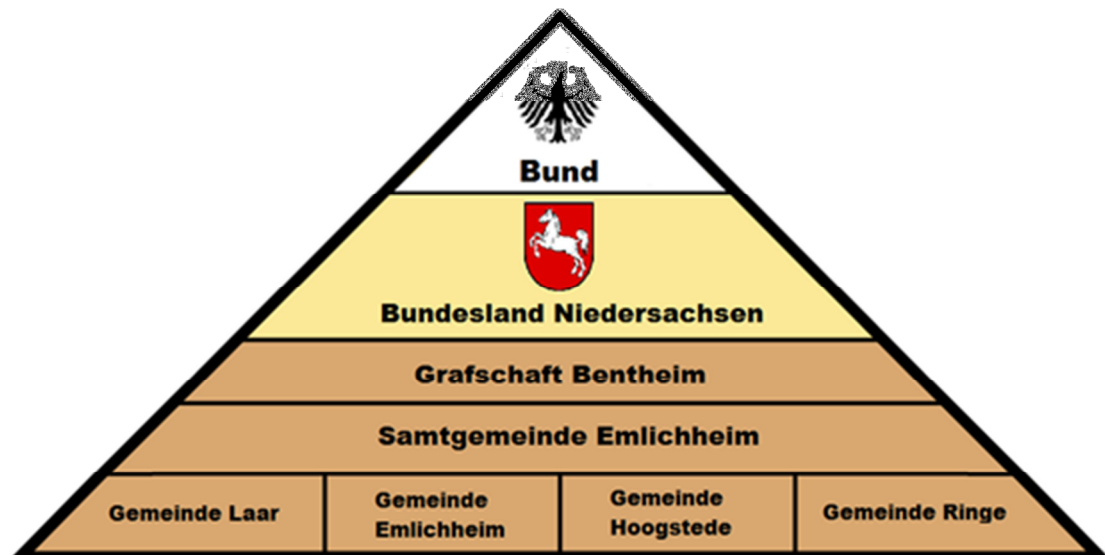 Bund
Bundesland Niedersachsen
Grafschaft Bentheim
Samtgemeinde Emlichheim
Gemeinde Laar
Gemeinde
Emlichheim
Gemeinde
Hoogstede
Gemeinde Ringe